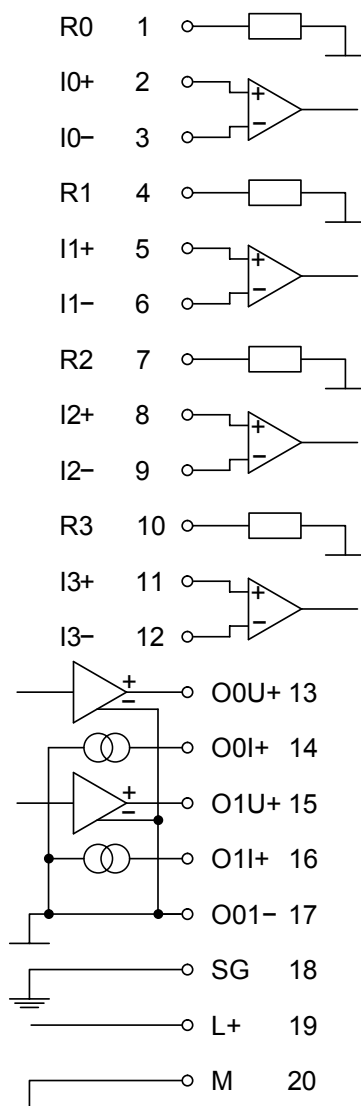 R0 1
I0+ 2
I0− 3
R1 4
I1+ 5
I1− 6
R2 7
I2+ 8
I2− 9
R3 10
I3+ 11
I3− 12
O0U+ 13
O0I+ 14
O1U+ 15
O1I+ 16
O01− 17
SG 18
L+ 19
M 20